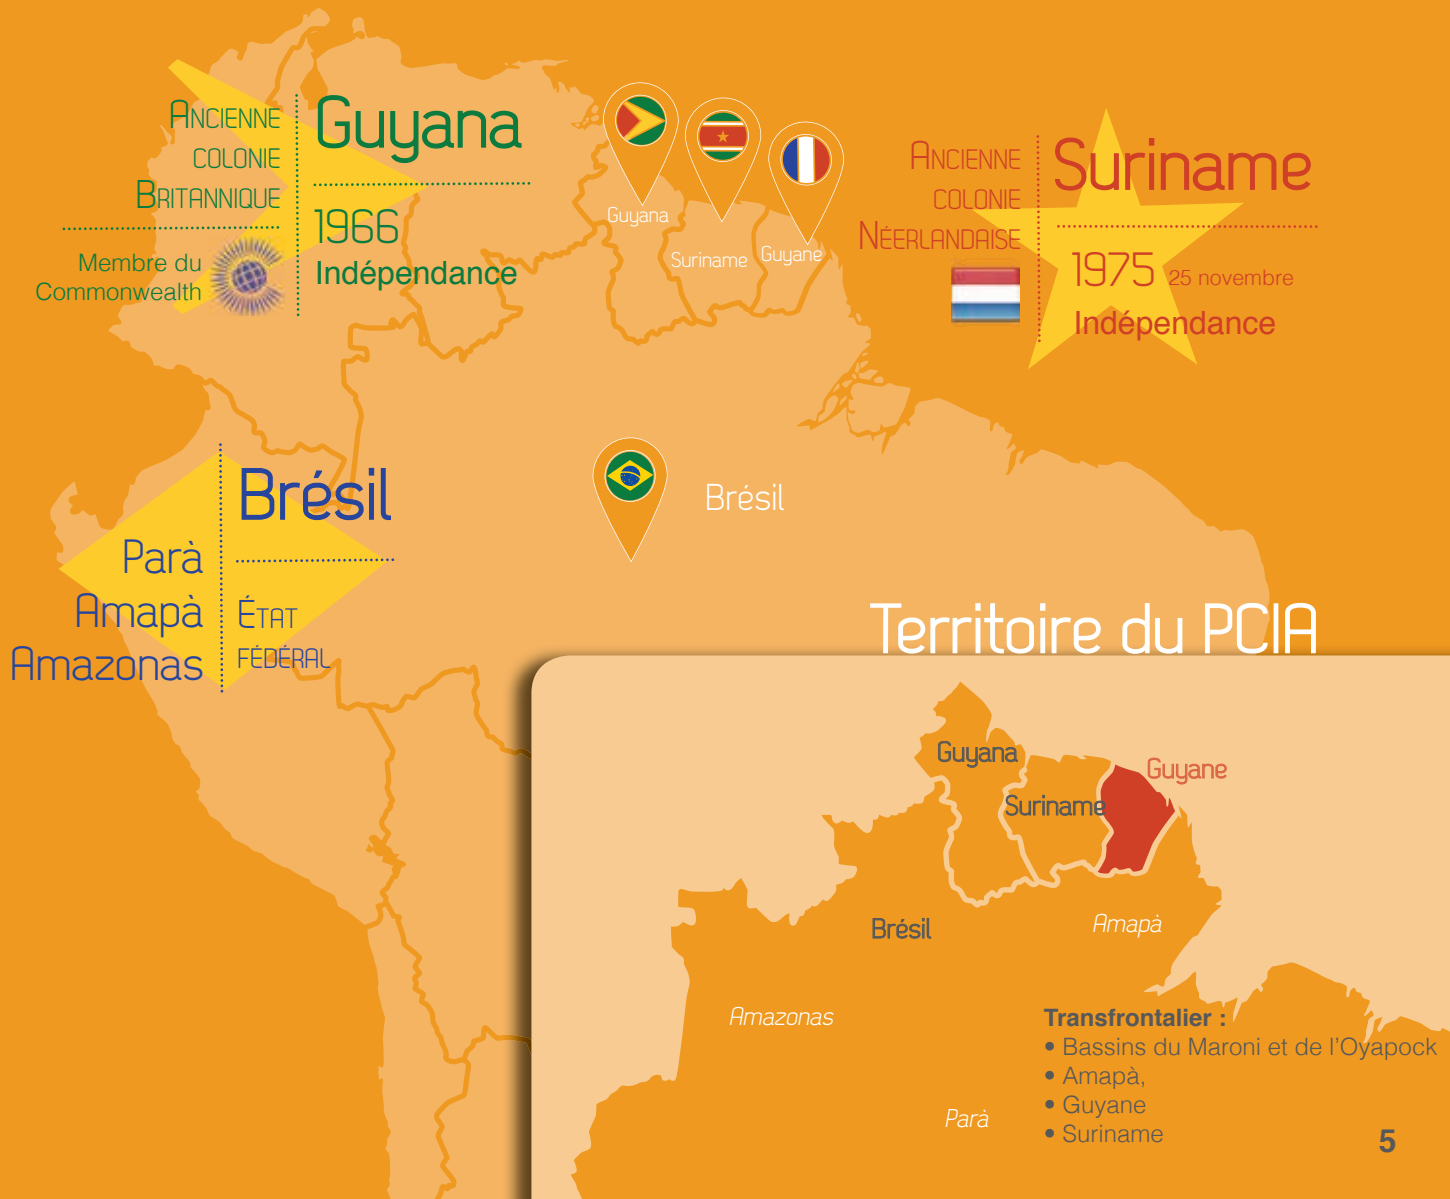 Ancienne
colonie
Britannique
Membre du
Commonwealth
Guyana
1966
Indépendance
Guyana
Suriname
Guyane
Ancienne
colonie
Néerlandaise
Suriname
1975 25 novembre
Indépendance
Parà
Amapà
Amazonas
Brésil
État
fédéral
Brésil
Territoire du PCIA
Guyana
Guyane
Suriname
Brésil
Amapà
Amazonas
Parà
Transfrontalier :
• Bassins du Maroni et de l'Oyapock
• Amapà,
• Guyane
• Suriname
5